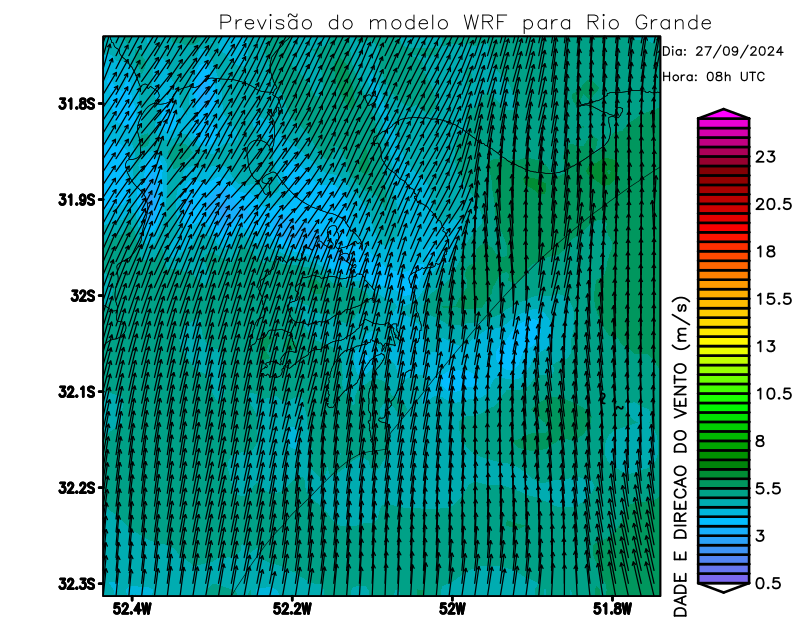 Previsão do modelo WRF para Rio Grande
Dia: 27/09/2024
Hora: 08h UTC
31.8S
31.9S
32S
32.1S
32.2S
32.3S
52.4W
52.2W
52W
51.8W
DADE E DIRECAO DO VENTO (m/s)
23
20.5
18
15.5
13
10.5
8
5.5
3
0.5